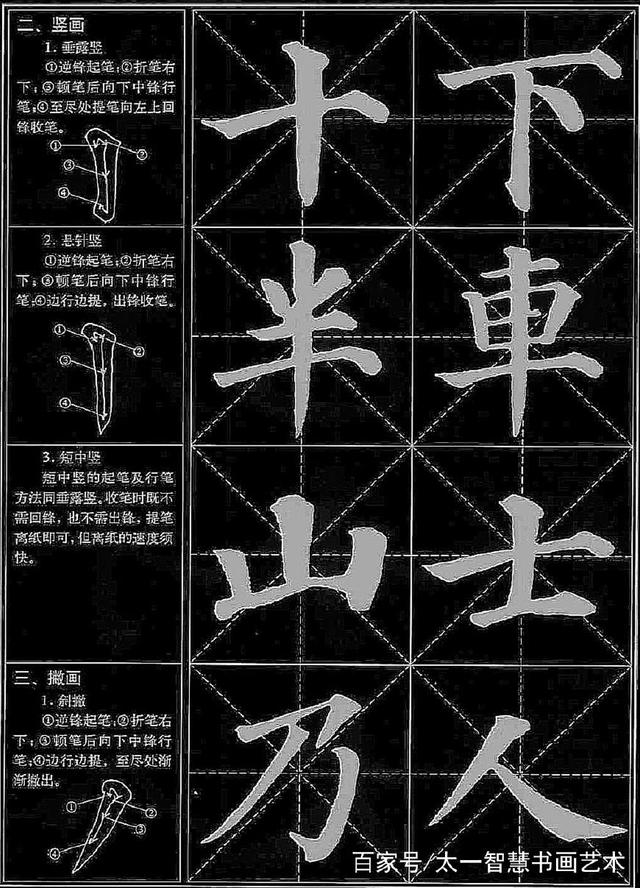 二、竖画
1. 垂露竖
①逆锋起笔;②折笔右
下;③顿笔后向下中锋行
笔;④至尽处提笔向左上回
锋收笔。
①
②
③
④
十 下
2. 悬针竖
①逆锋起笔;②折笔右
下;③顿笔后向下中锋行
笔;④边行边提,出锋收笔。
①
②
③
④
半 車
3. 短中竖
短中竖的起笔及行笔
方法同垂露竖。收笔时既不
需回锋,也不需出锋,提笔
离纸即可,但离纸的速度须
快。
山 士
三、撇画
1. 斜撇
①逆锋起笔;②折笔右
下;③顿笔后向下中锋行
笔;④边行边提,至尽处渐
渐撇出。
①
②
③
④
乃 人
百家号/太一智慧书画艺术